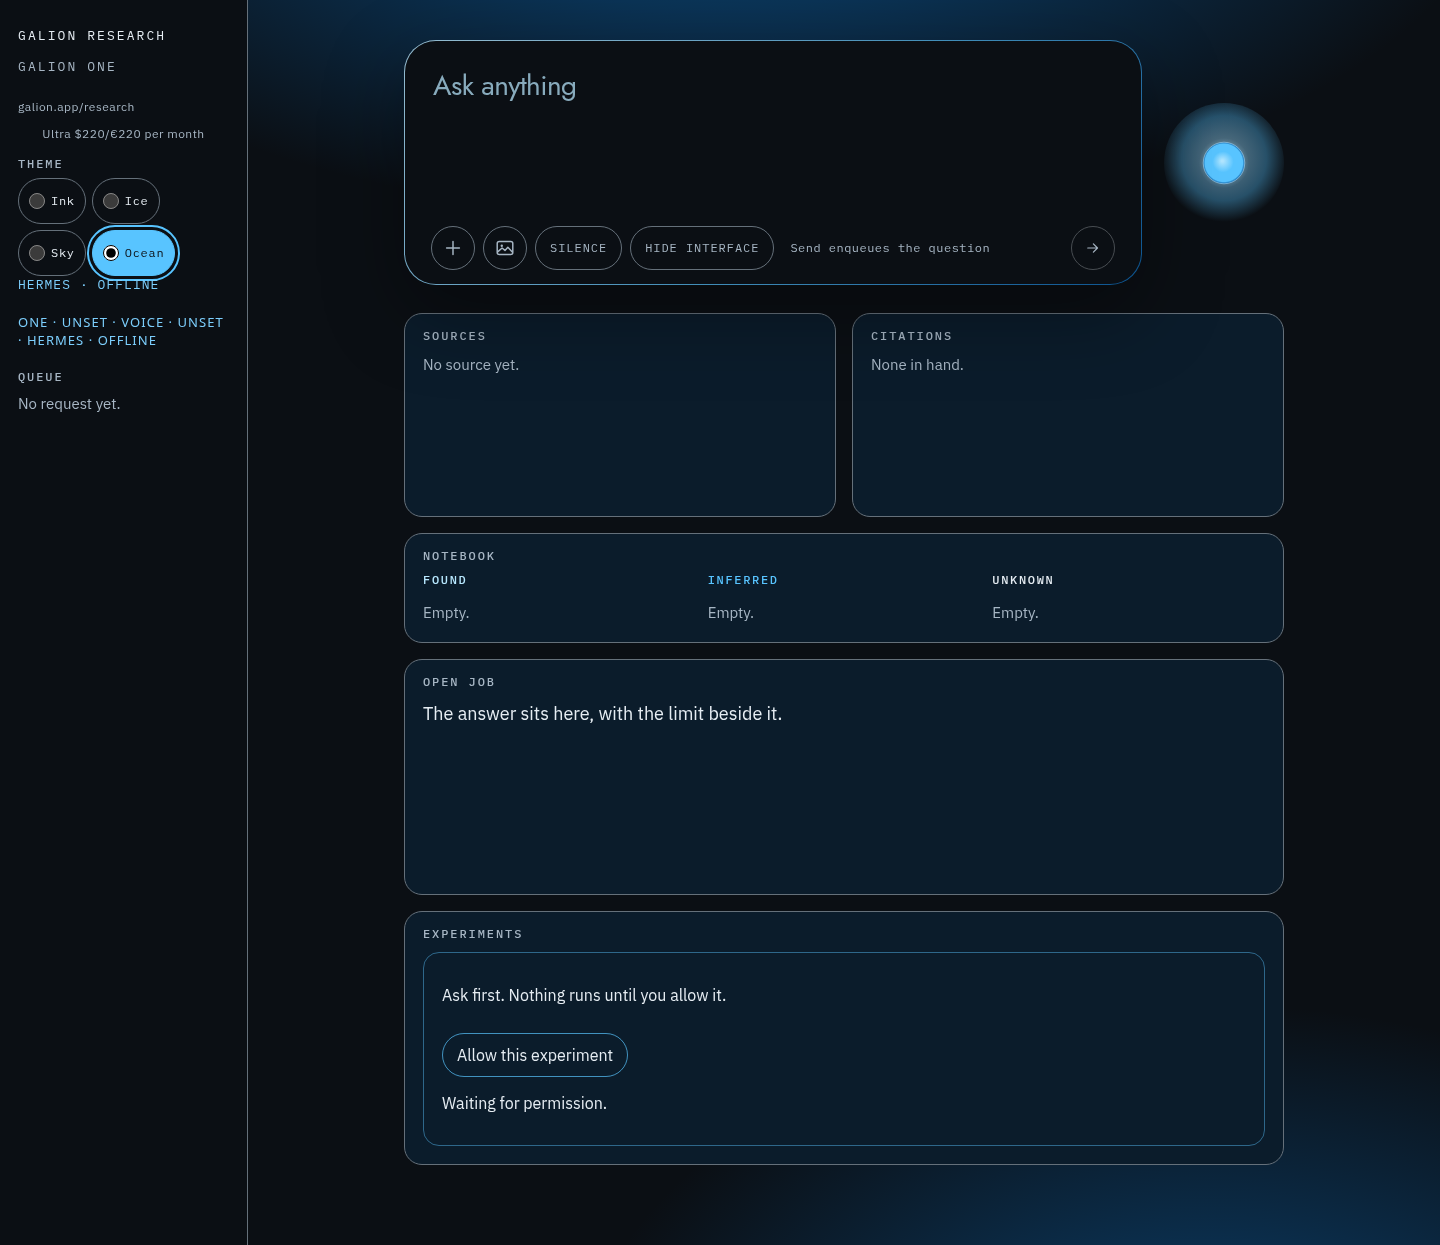 GALION RESEARCH
GALION ONE
galion.app/research
Ultra $220/€220 per month
THEME
Ink
Ice
Sky
Ocean
HERMES · OFFLINE
ONE · UNSET · VOICE · UNSET
· HERMES · OFFLINE
QUEUE
No request yet.
Ask anything
SILENCE
HIDE INTERFACE
Send enqueues the question
SOURCES
No source yet.
CITATIONS
None in hand.
NOTEBOOK
FOUND
Empty.
INFERRED
Empty.
UNKNOWN
Empty.
OPEN JOB
The answer sits here, with the limit beside it.
EXPERIMENTS
Ask first. Nothing runs until you allow it.
Allow this experiment
Waiting for permission.